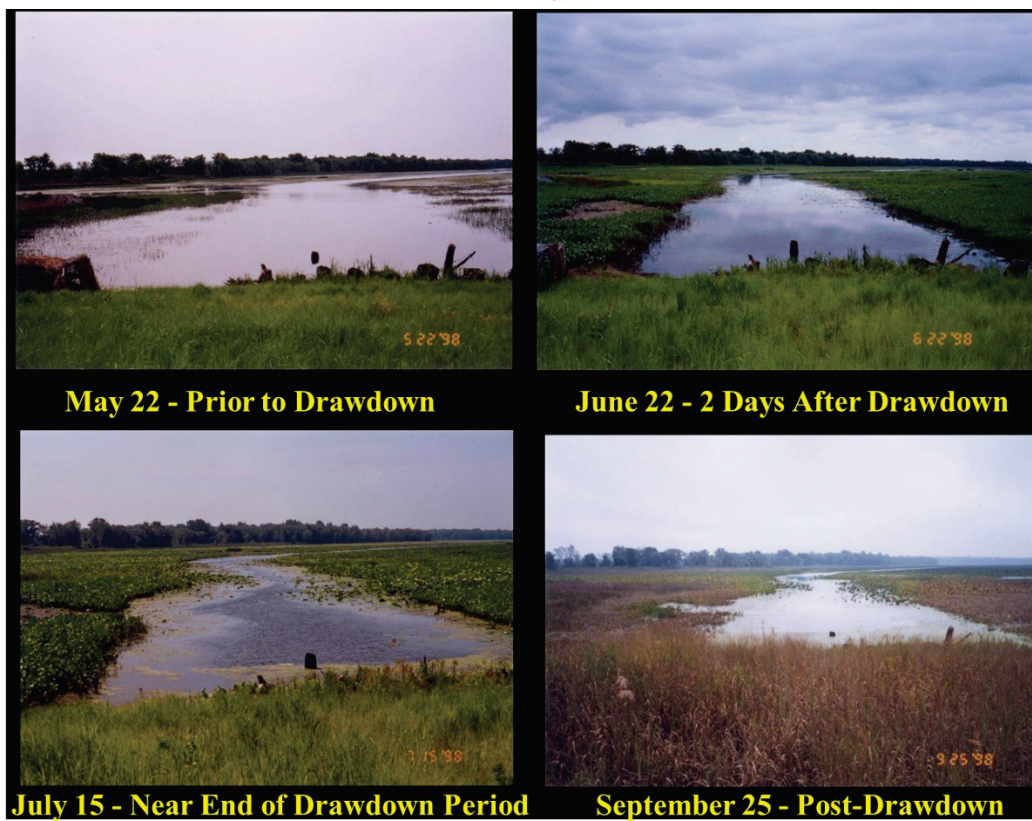 5.22'98
6.22'98
May 22 - Prior to Drawdown
June 22 - 2 Days After Drawdown
7.15'98
9.25'98
July 15 - Near End of Drawdown Period
September 25 - Post-Drawdown